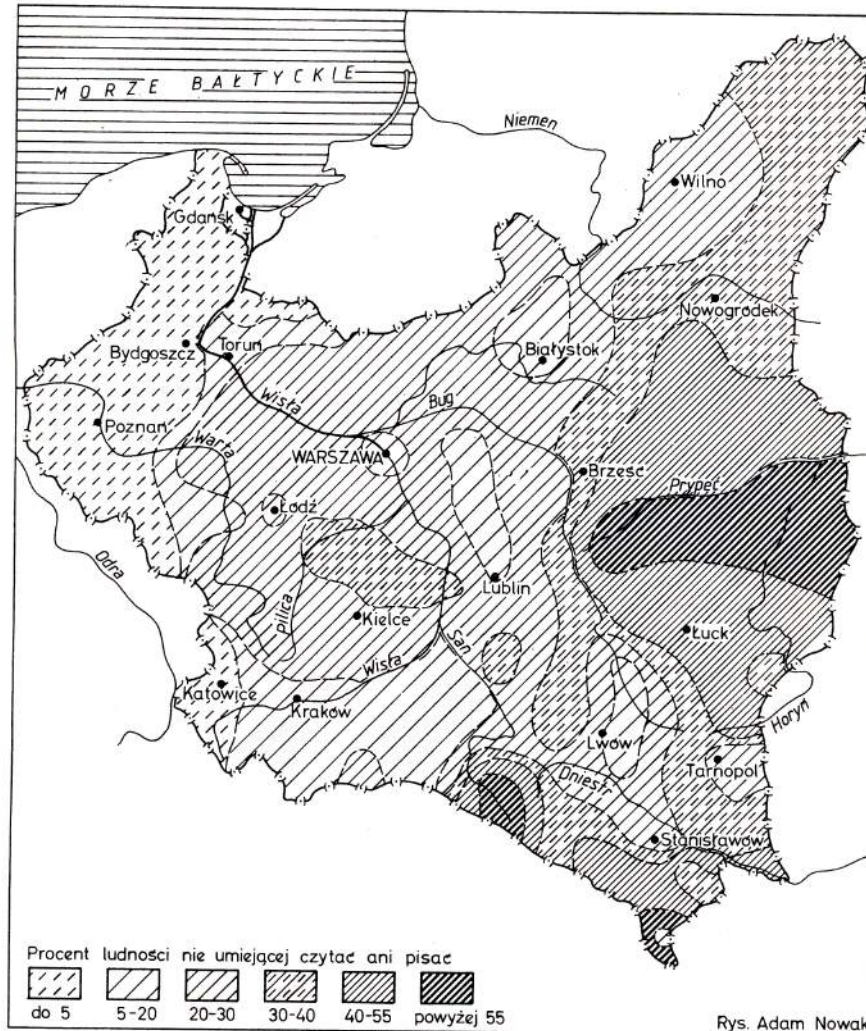 MORZE BAŁTYCKIE
Niemen
Wilno
Gdańsk
Nowogródek
Bydgoszcz
Toruń
Białystok
Wisła
Bug
Poznań
Warta
WARSZAWA
Brześć
Prypeć
Łódź
Odra
Lublin
Pilica
Kielce
San
Łuck
Wisła
Katowice
Kraków
Horyń
Lwów
Tarnopol
Dniestr
Stanisławów
Procent ludności nie umiejącej czytać ani pisać
do 5 5-20 20-30 30-40 40-55 powyżej 55
Rys. Adam Nowak